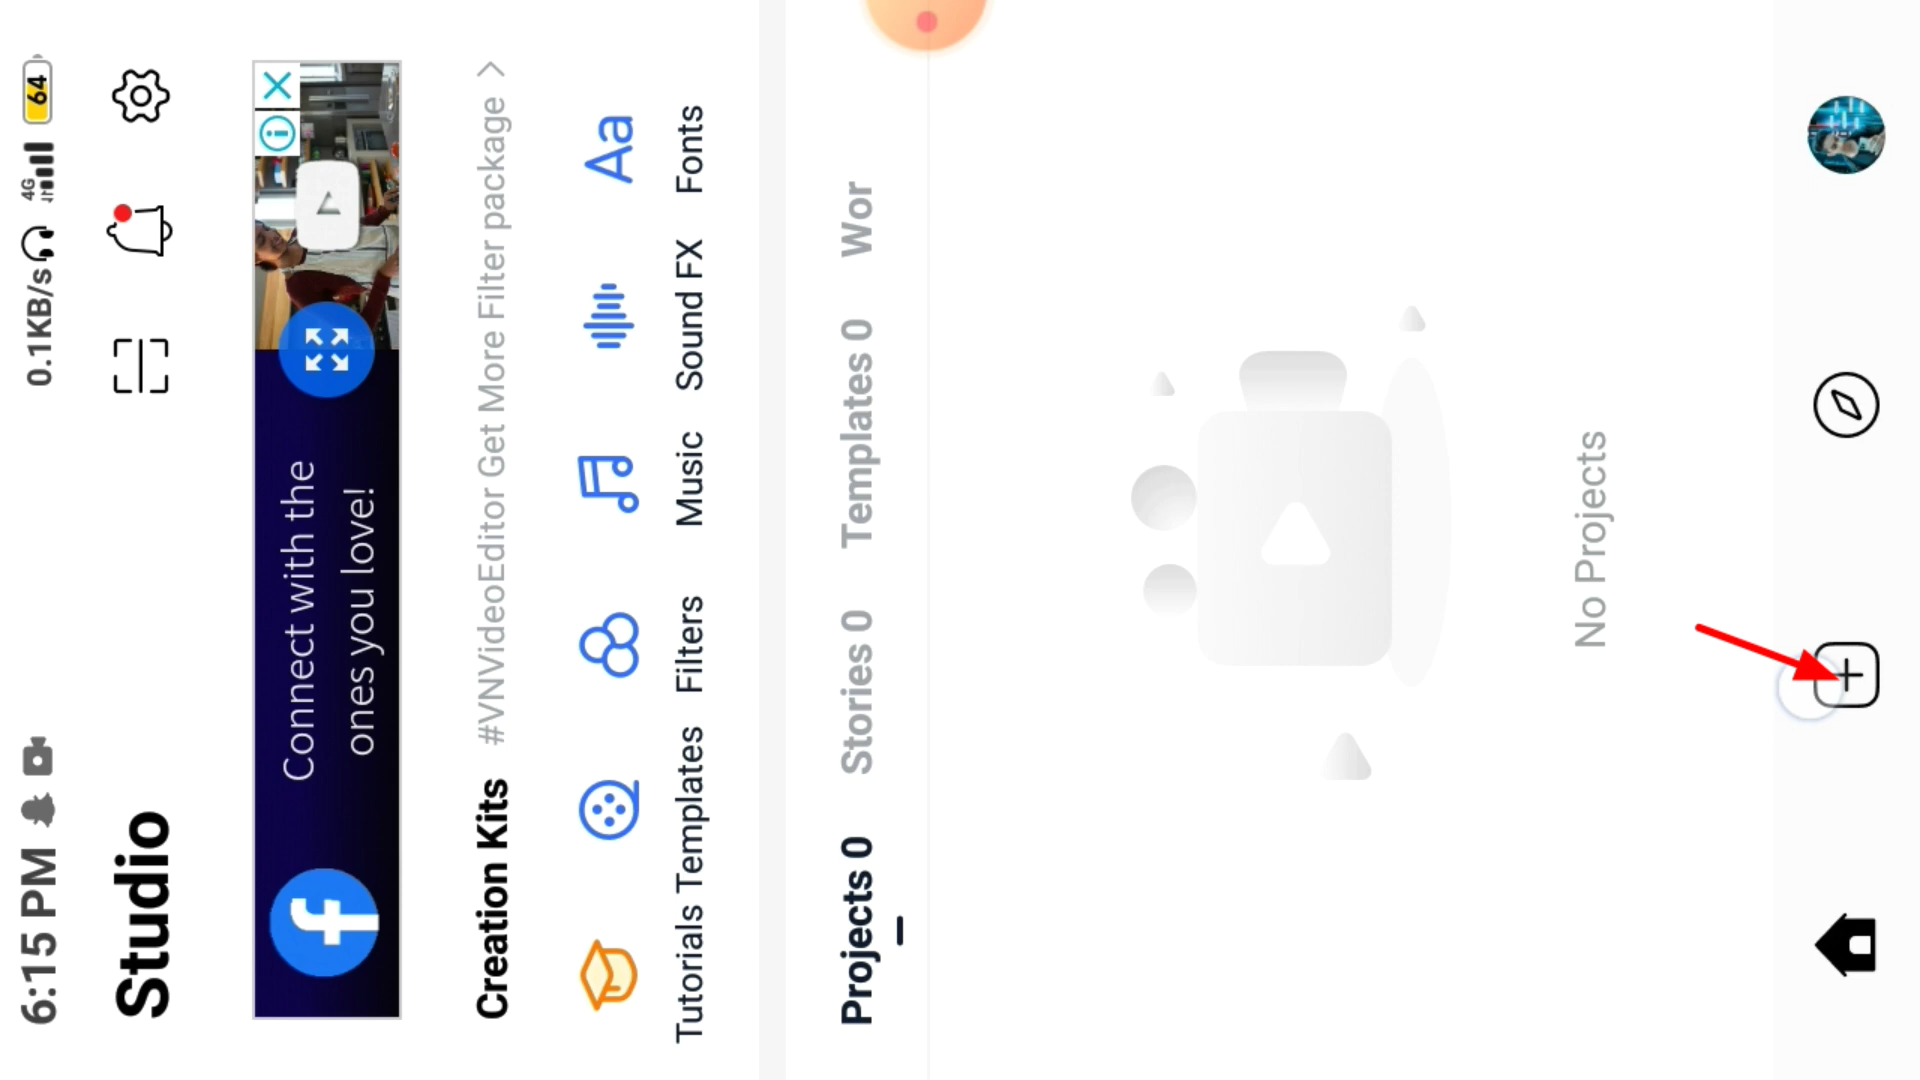 6:15 PM 0.1KB/s 4G 64
Studio
Connect with the
ones you love!
Creation Kits #VNVideoEditor Get More Filter package >
Tutorials Templates Filters Music Sound FX Fonts
Projects 0 Stories 0 Templates 0 Wor
No Projects